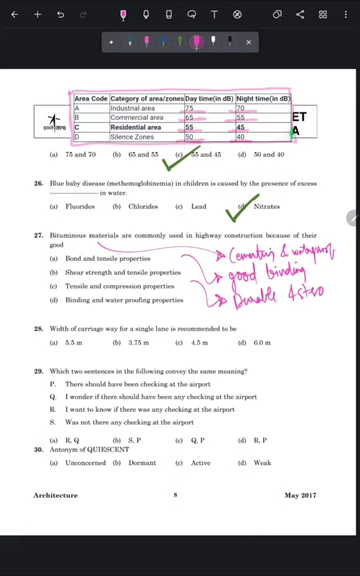 Area Code Category of area/zones Day time(in dB) Night time(in dB)
A Industrial area 75 70
B Commercial area 65 55
C Residential area 55 45
D Silence Zones 50 40
ET
A
(a) 75 and 70 (b) 65 and 55 (c) 55 and 45 (d) 50 and 40
26. Blue baby disease (methemoglobinemia) in children is caused by the presence of excess
____________ in water.
(a) Fluorides (b) Chlorides (c) Lead (d) Nitrates
27. Bituminous materials are commonly used in highway construction because of their
good
(a) Bond and tensile properties
(b) Shear strength and tensile properties
(c) Tensile and compression properties
(d) Binding and water proofing properties
Cementing & waterproof
good binding
Durable & stro
28. Width of carriage way for a single lane is recommended to be
(a) 5.5 m (b) 3.75 m (c) 4.5 m (d) 6.0 m
29. Which two sentences in the following convey the same meaning?
P. There should have been checking at the airport
Q. I wonder if there should have been any checking at the airport
R. I want to know if there was any checking at the airport
S. Was not there any checking at the airport
(a) R, Q (b) S, P (c) Q, P (d) R, P
30. Antonym of QUIESCENT
(a) Unconcerned (b) Dormant (c) Active (d) Weak
Architecture 8 May 2017